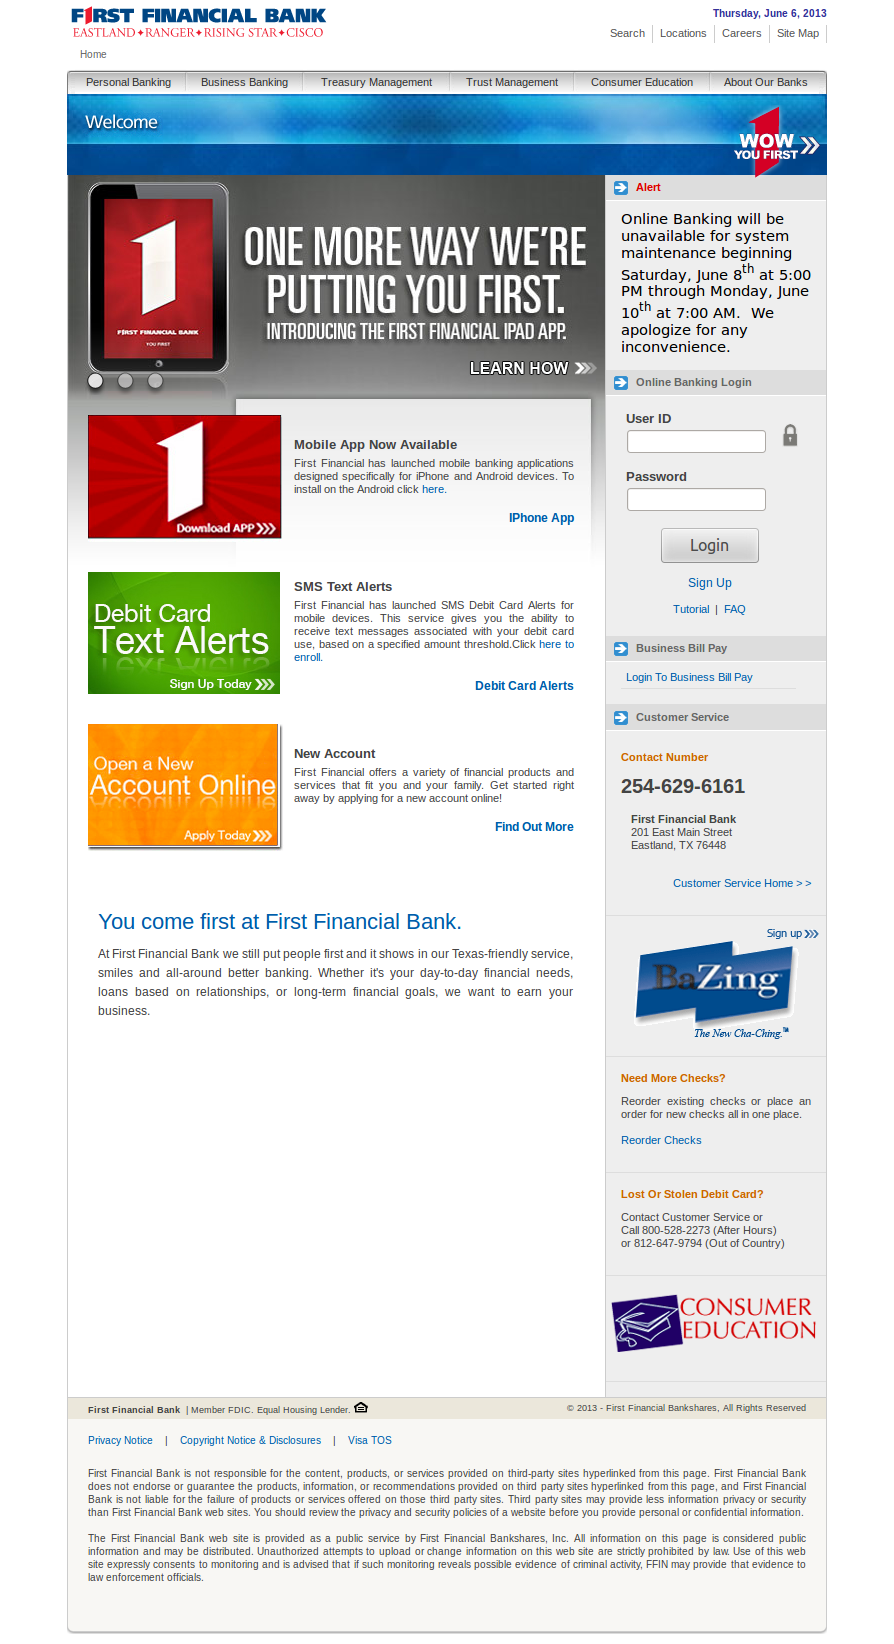 FIRST FINANCIAL BANK
EASTLAND♦RANGER♦RISING STAR♦CISCO
Thursday, June 6, 2013
Search
Locations
Careers
Site Map
Home
Personal Banking
Business Banking
Treasury Management
Trust Management
Consumer Education
About Our Banks
Welcome
WOW
YOU FIRST
FIRST FINANCIAL BANK
YOU FIRST
ONE MORE WAY WE'RE
PUTTING YOU FIRST.
INTRODUCING THE FIRST FINANCIAL IPAD APP.
LEARN HOW
Download APP
Mobile App Now Available
First Financial has launched mobile banking applications
designed specifically for iPhone and Android devices. To
install on the Android click here.
IPhone App
Debit Card
Text Alerts
Sign Up Today
SMS Text Alerts
First Financial has launched SMS Debit Card Alerts for
mobile devices. This service gives you the ability to
receive text messages associated with your debit card
use, based on a specified amount threshold.Click here to
enroll.
Debit Card Alerts
Open a New
Account Online
Apply Today
New Account
First Financial offers a variety of financial products and
services that fit you and your family. Get started right
away by applying for a new account online!
Find Out More
You come first at First Financial Bank.
At First Financial Bank we still put people first and it shows in our Texas-friendly service,
smiles and all-around better banking. Whether it's your day-to-day financial needs,
loans based on relationships, or long-term financial goals, we want to earn your
business.
Alert
Online Banking will be
unavailable for system
maintenance beginning
Saturday, June 8th at 5:00
PM through Monday, June
10th at 7:00 AM.  We
apologize for any
inconvenience.
Online Banking Login
User ID
Password
Login
Sign Up
Tutorial | FAQ
Business Bill Pay
Login To Business Bill Pay
Customer Service
Contact Number
254-629-6161
First Financial Bank
201 East Main Street
Eastland, TX 76448
Customer Service Home > >
Sign up
BaZing
The New Cha-Ching.™
Need More Checks?
Reorder existing checks or place an
order for new checks all in one place.
Reorder Checks
Lost Or Stolen Debit Card?
Contact Customer Service or
Call 800-528-2273 (After Hours)
or 812-647-9794 (Out of Country)
CONSUMER
EDUCATION
First Financial Bank | Member FDIC. Equal Housing Lender.
© 2013 - First Financial Bankshares, All Rights Reserved
Privacy Notice | Copyright Notice & Disclosures | Visa TOS
First Financial Bank is not responsible for the content, products, or services provided on third-party sites hyperlinked from this page. First Financial Bank
does not endorse or guarantee the products, information, or recommendations provided on third party sites hyperlinked from this page, and First Financial
Bank is not liable for the failure of products or services offered on those third party sites. Third party sites may provide less information privacy or security
than First Financial Bank web sites. You should review the privacy and security policies of a website before you provide personal or confidential information.
The First Financial Bank web site is provided as a public service by First Financial Bankshares, Inc. All information on this page is considered public
information and may be distributed. Unauthorized attempts to upload or change information on this web site are strictly prohibited by law. Use of this web
site expressly consents to monitoring and is advised that if such monitoring reveals possible evidence of criminal activity, FFIN may provide that evidence to
law enforcement officials.